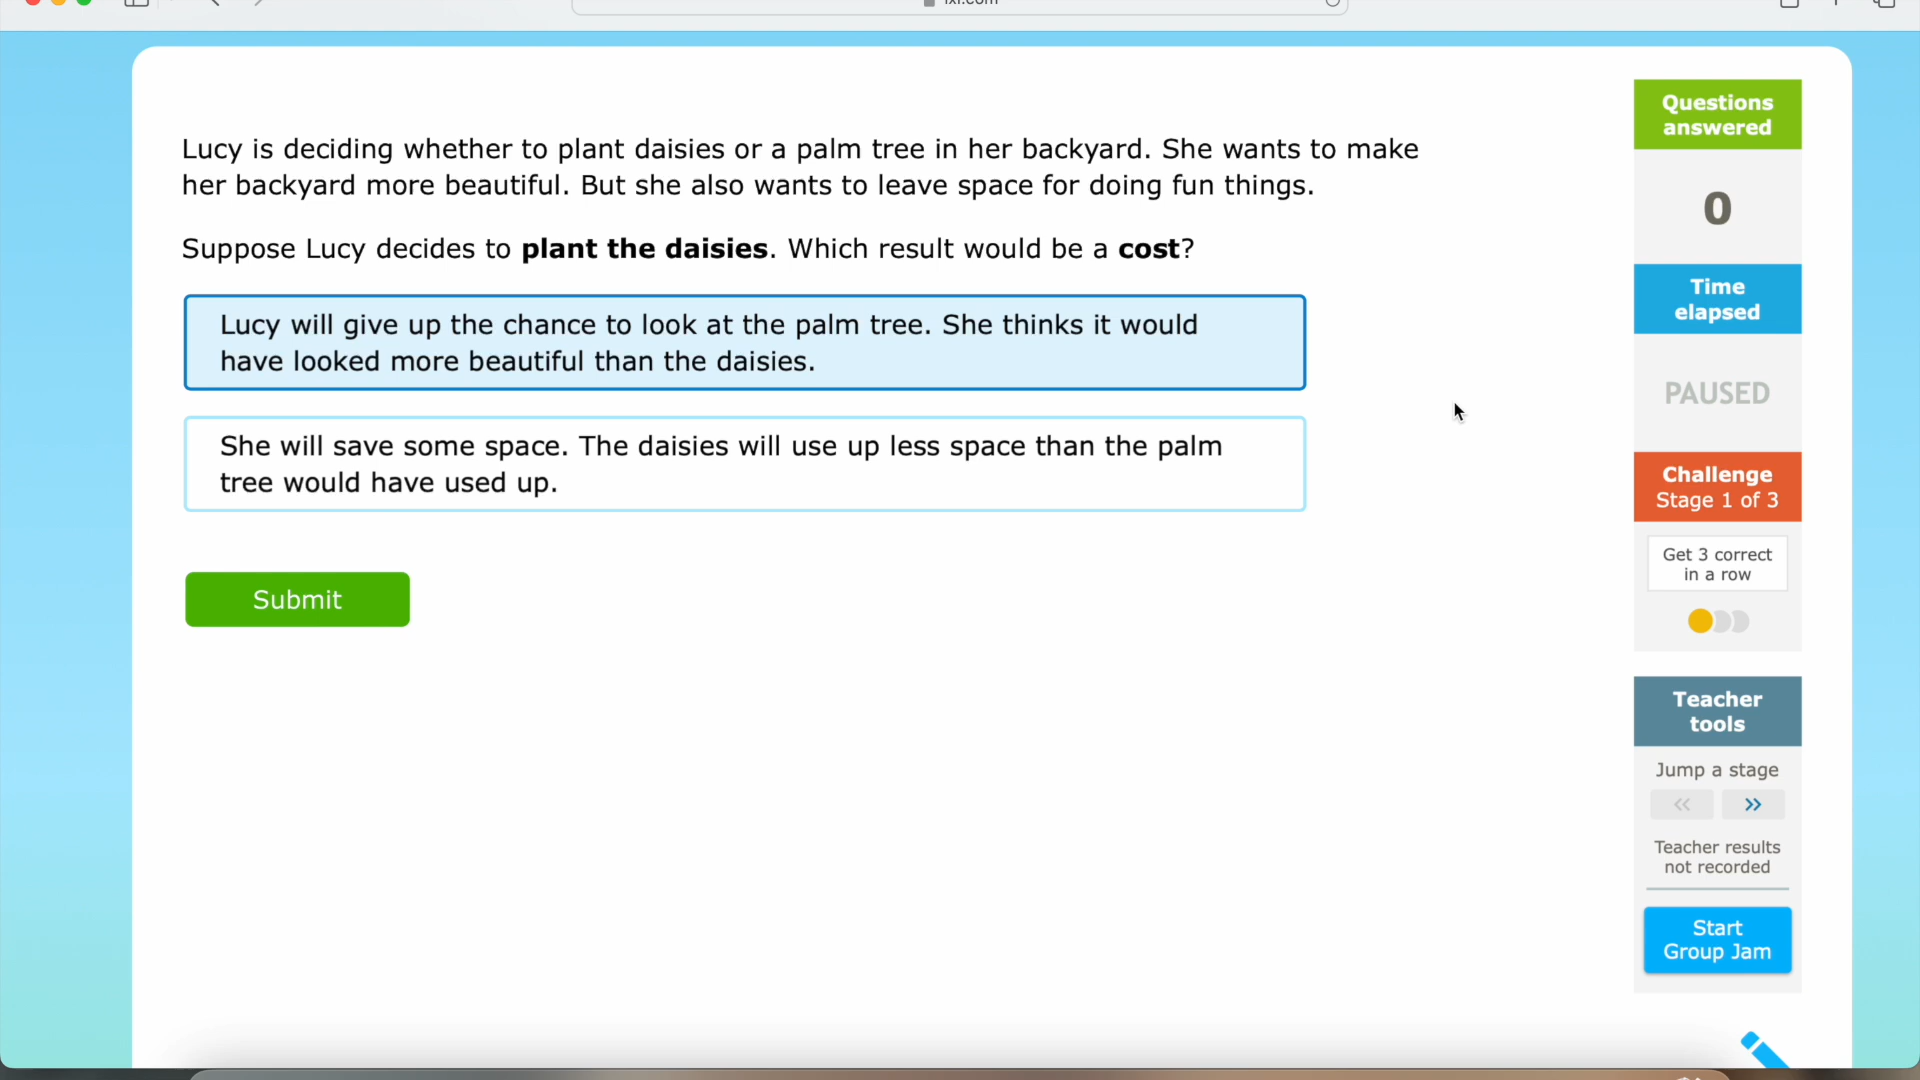 Lucy is deciding whether to plant daisies or a palm tree in her backyard. She wants to make
her backyard more beautiful. But she also wants to leave space for doing fun things.
Suppose Lucy decides to plant the daisies. Which result would be a cost?
Lucy will give up the chance to look at the palm tree. She thinks it would
have looked more beautiful than the daisies.
She will save some space. The daisies will use up less space than the palm
tree would have used up.
Submit
Questions
answered
0
Time
elapsed
PAUSED
Challenge
Stage 1 of 3
Get 3 correct
in a row
Teacher
tools
Jump a stage
Teacher results
not recorded
Start
Group Jam